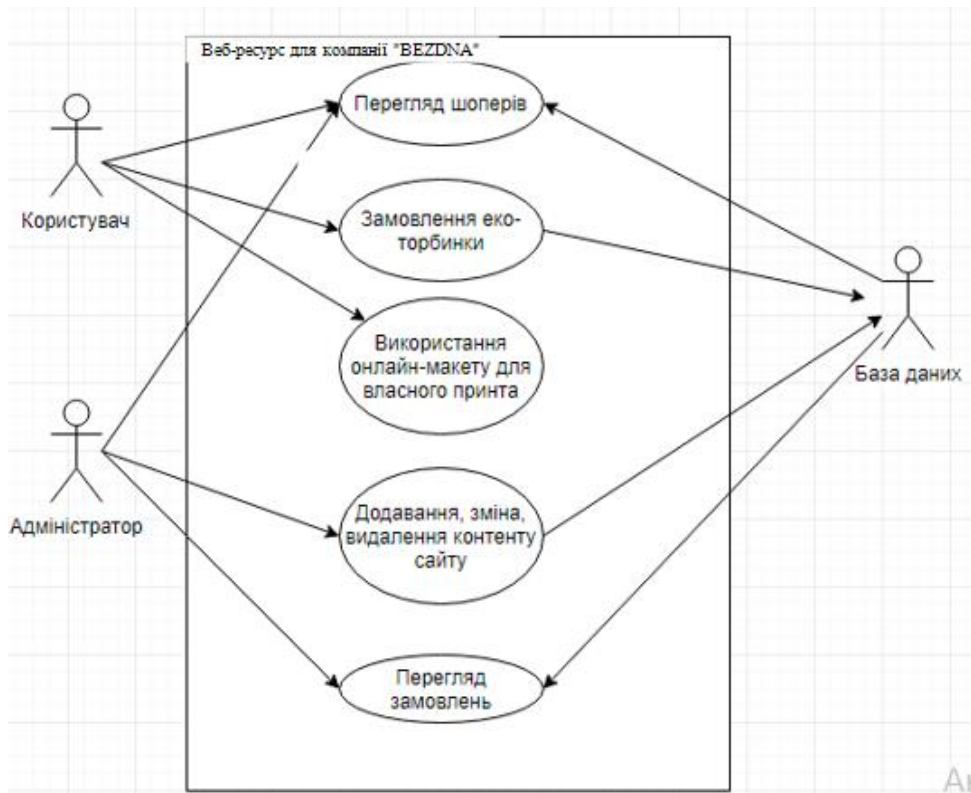 Веб-ресурс для компанії "BEZDNA"
Перегляд шоперів
Користувач
Замовлення еко-
торбинки
Використання
онлайн-макету для
власного принта
База даних
Адміністратор
Додавання, зміна,
видалення контенту
сайту
Перегляд
замовлень